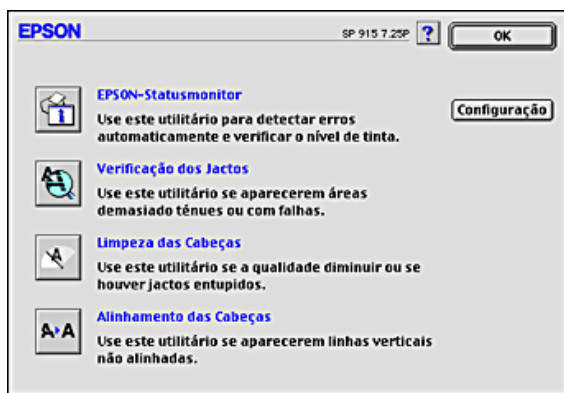 EPSON
SP 915 7.25P ? OK
EPSON-Statusmonitor
Use este utilitário para detectar erros
automaticamente e verificar o nível de tinta.
Configuração
Verificação dos Jactos
Use este utilitário se aparecerem áreas
demasiado ténues ou com falhas.
Limpeza das Cabeças
Use este utilitário se a qualidade diminuir ou se
houver jactos entupidos.
Alinhamento das Cabeças
A›A
Use este utilitário se aparecerem linhas verticais
não alinhadas.